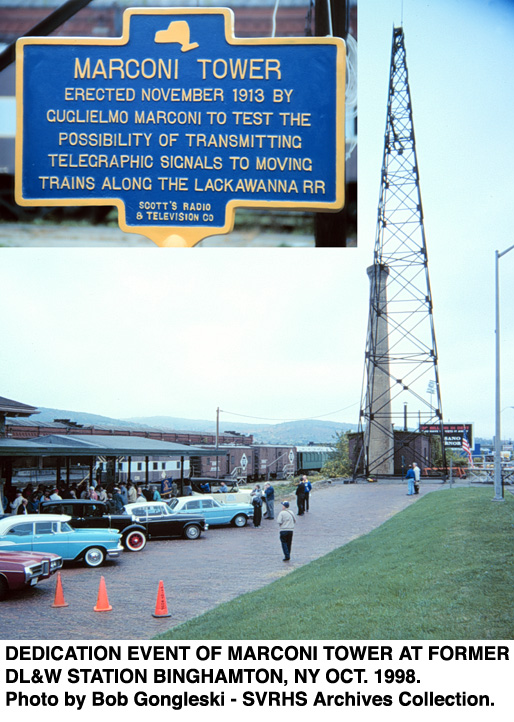 MARCONI TOWER
ERECTED NOVEMBER 1913 BY
GUGLIELMO MARCONI TO TEST THE
POSSIBILITY OF TRANSMITTING
TELEGRAPHIC SIGNALS TO MOVING
TRAINS ALONG THE LACKAWANNA RR
SCOTT'S RADIO
& TELEVISION CO
DEDICATION EVENT OF MARCONI TOWER AT FORMER
DL&W STATION BINGHAMTON, NY OCT. 1998.
Photo by Bob Gongleski - SVRHS Archives Collection.